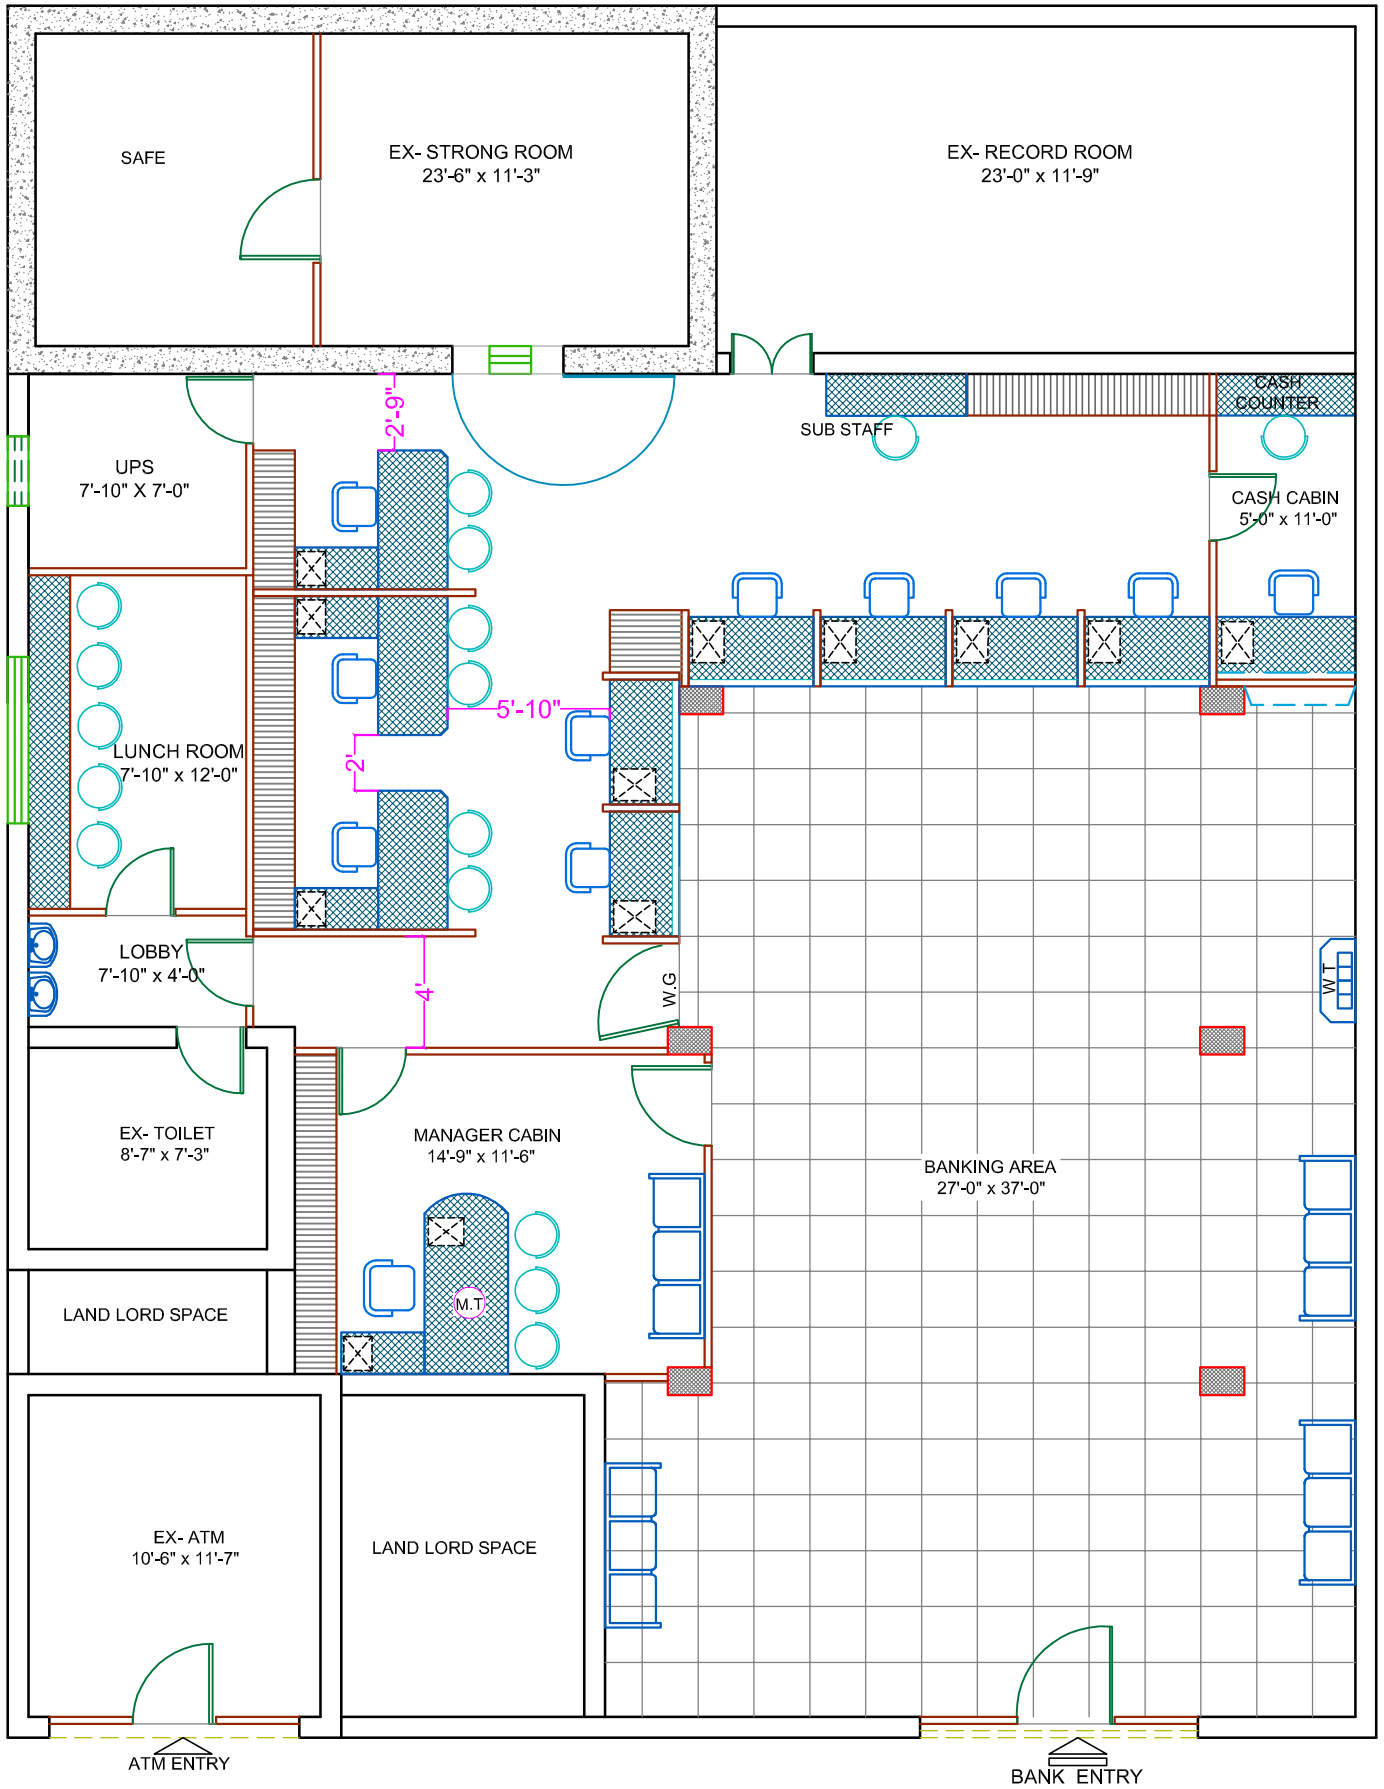 SAFE
EX- STRONG ROOM
23'-6" x 11'-3"
EX- RECORD ROOM
23'-0" x 11'-9"
CASH
COUNTER
2'-9"
SUB STAFF
UPS
7'-10" X 7'-0"
CASH CABIN
5'-0" x 11'-0"
5'-10"
2'
LUNCH ROOM
7'-10" x 12'-0"
LOBBY
7'-10" x 4'-0"
4'
W.G
W T
EX- TOILET
8'-7" x 7'-3"
MANAGER CABIN
14'-9" x 11'-6"
BANKING AREA
27'-0" x 37'-0"
M.T
LAND LORD SPACE
EX- ATM
10'-6" x 11'-7"
LAND LORD SPACE
ATM ENTRY
BANK ENTRY